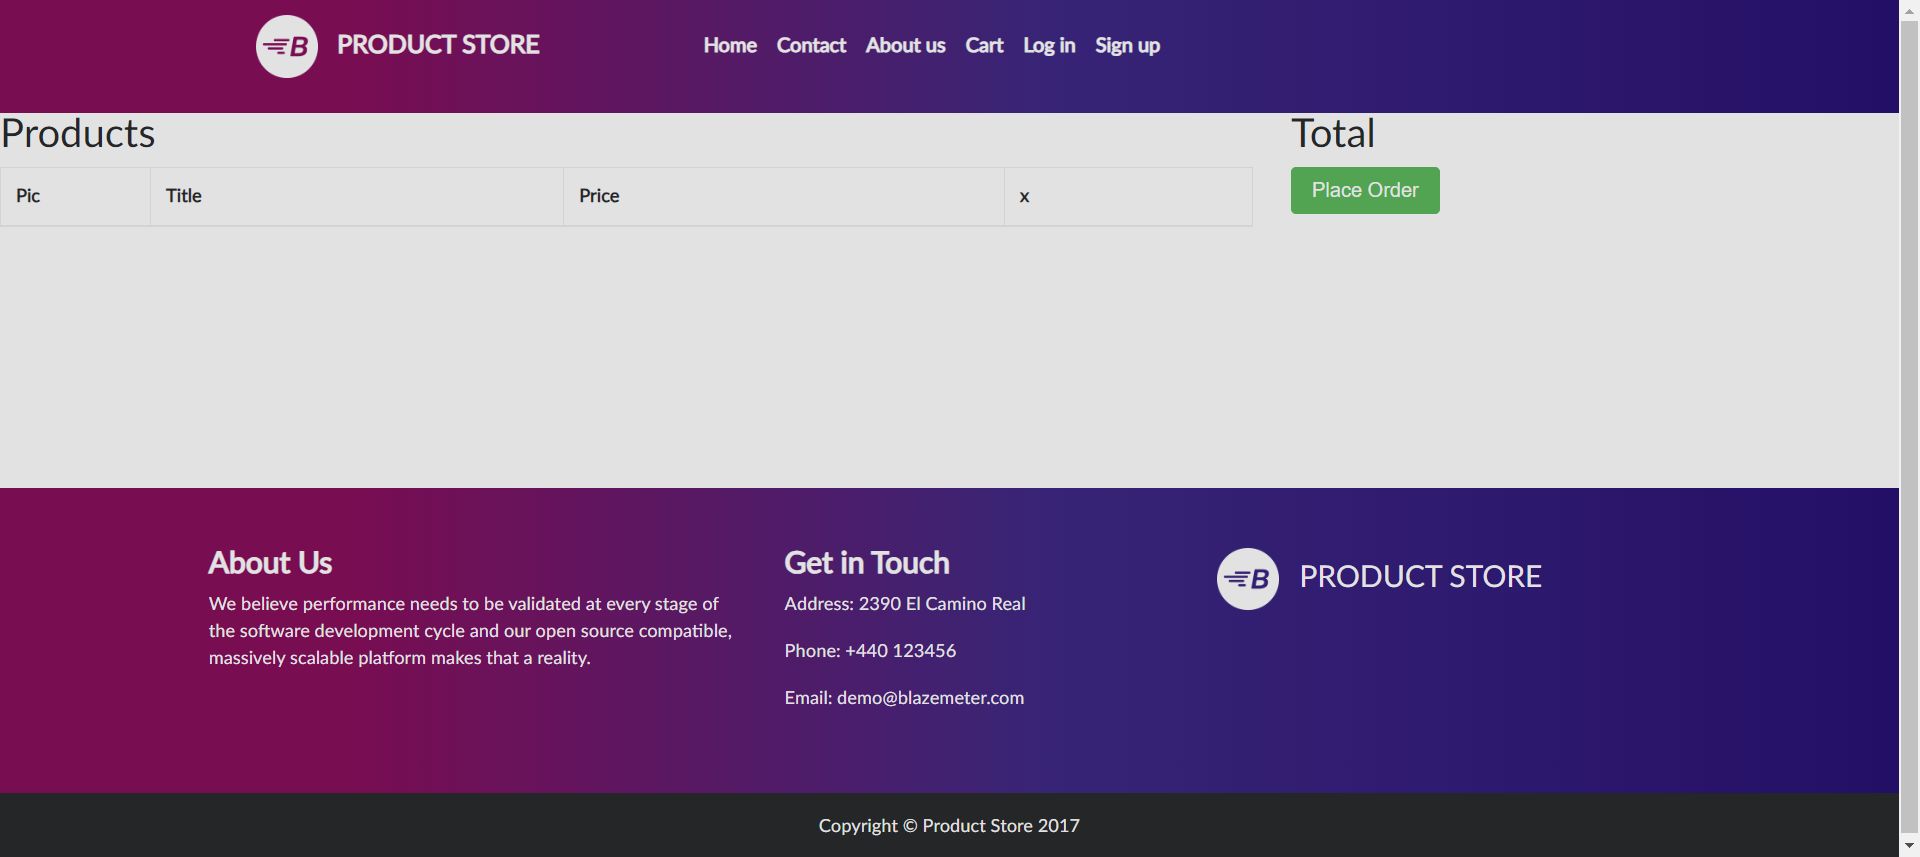 B PRODUCT STORE
Home Contact About us Cart Log in Sign up
Products
Total
Pic Title Price x
Place Order
About Us
We believe performance needs to be validated at every stage of
the software development cycle and our open source compatible,
massively scalable platform makes that a reality.
Get in Touch
Address: 2390 El Camino Real
Phone: +440 123456
Email: demo@blazemeter.com
B PRODUCT STORE
Copyright © Product Store 2017